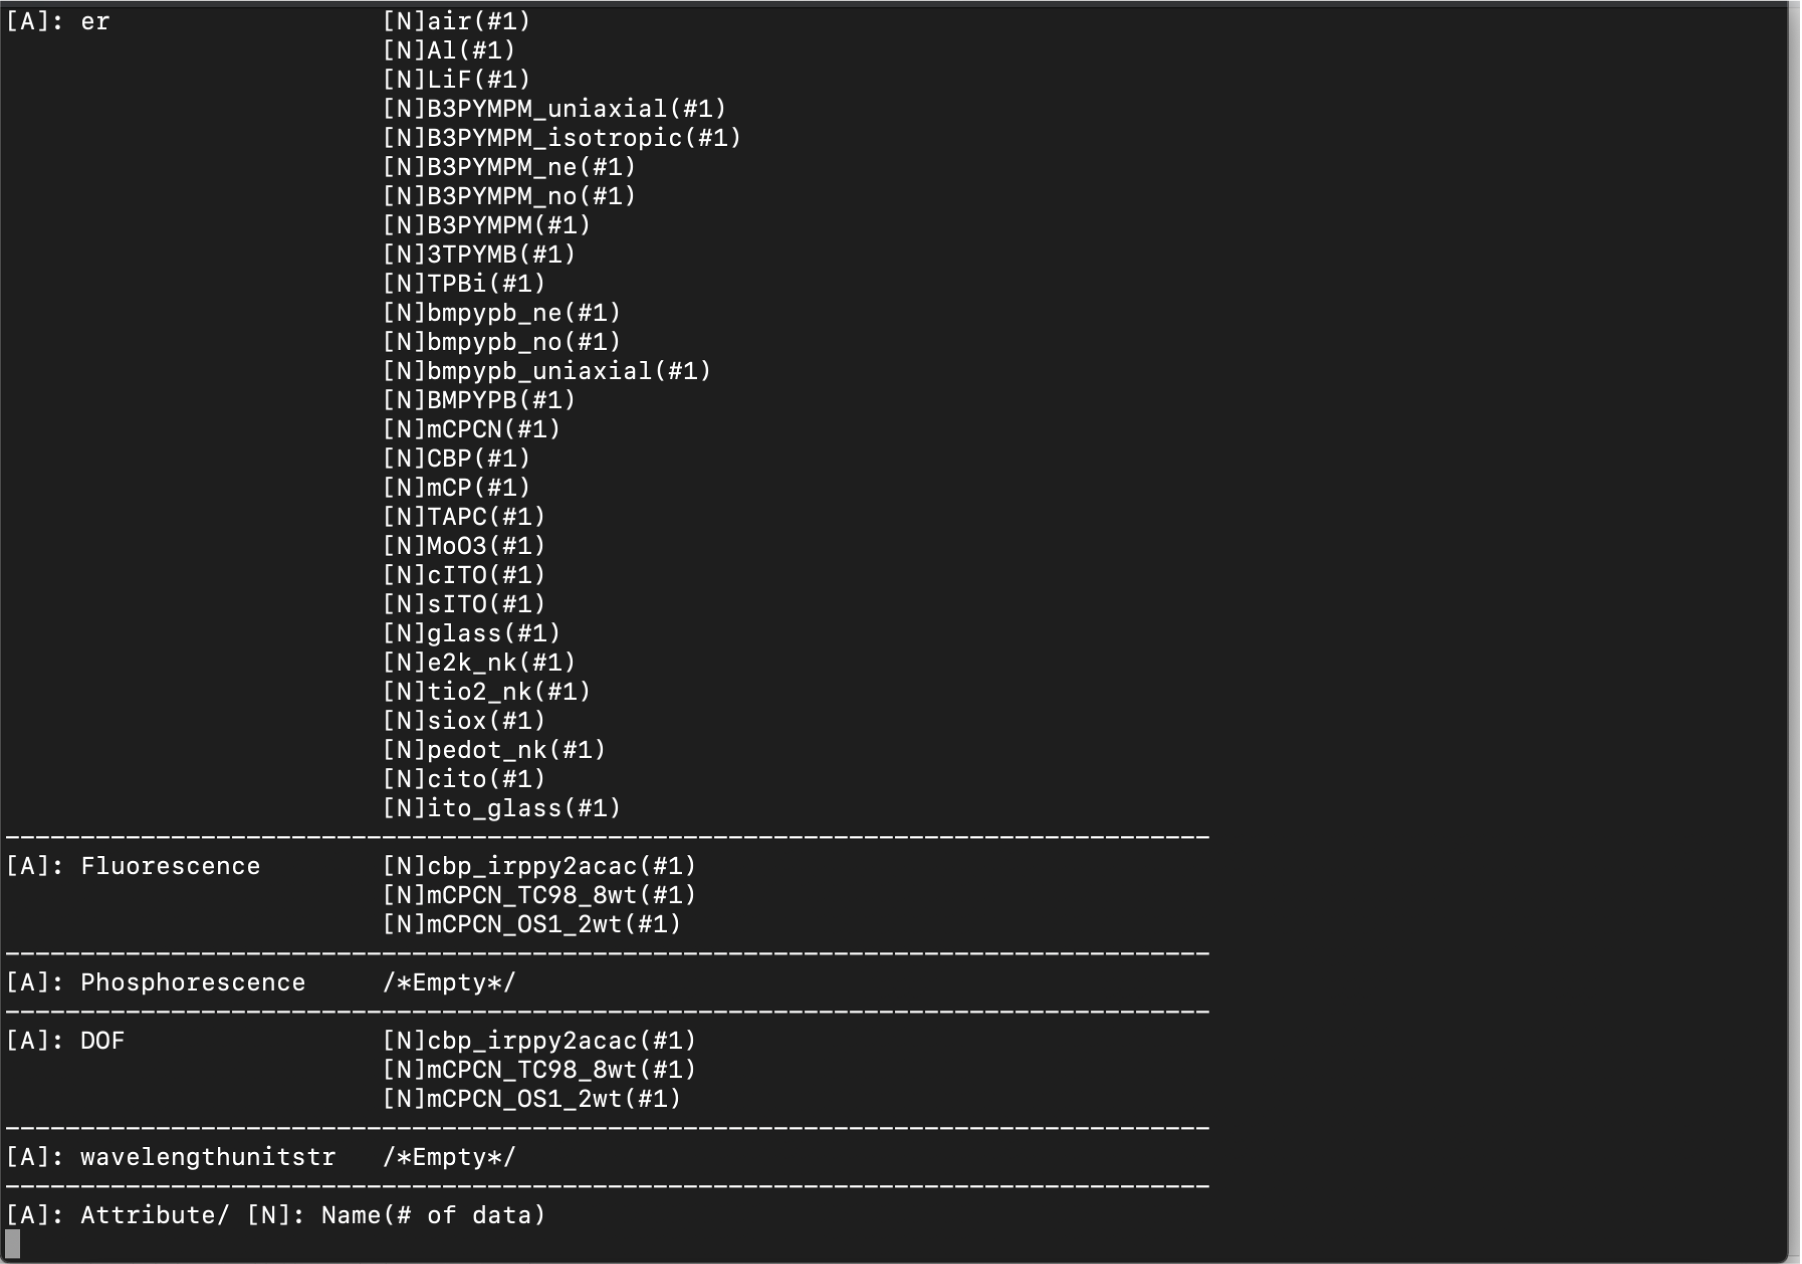 [A]: er                  [N]air(#1)
                         [N]Al(#1)
                         [N]LiF(#1)
                         [N]B3PYMPM_uniaxial(#1)
                         [N]B3PYMPM_isotropic(#1)
                         [N]B3PYMPM_ne(#1)
                         [N]B3PYMPM_no(#1)
                         [N]B3PYMPM(#1)
                         [N]3TPYMB(#1)
                         [N]TPBi(#1)
                         [N]bmpypb_ne(#1)
                         [N]bmpypb_no(#1)
                         [N]bmpypb_uniaxial(#1)
                         [N]BMPYPB(#1)
                         [N]mCPCN(#1)
                         [N]CBP(#1)
                         [N]mCP(#1)
                         [N]TAPC(#1)
                         [N]MoO3(#1)
                         [N]cITO(#1)
                         [N]sITO(#1)
                         [N]glass(#1)
                         [N]e2k_nk(#1)
                         [N]tio2_nk(#1)
                         [N]siox(#1)
                         [N]pedot_nk(#1)
                         [N]cito(#1)
                         [N]ito_glass(#1)
--------------------------------------------------------------------------------
[A]: Fluorescence        [N]cbp_irppy2acac(#1)
                         [N]mCPCN_TC98_8wt(#1)
                         [N]mCPCN_OS1_2wt(#1)
--------------------------------------------------------------------------------
[A]: Phosphorescence     /*Empty*/
--------------------------------------------------------------------------------
[A]: DOF                 [N]cbp_irppy2acac(#1)
                         [N]mCPCN_TC98_8wt(#1)
                         [N]mCPCN_OS1_2wt(#1)
--------------------------------------------------------------------------------
[A]: wavelengthunitstr   /*Empty*/
--------------------------------------------------------------------------------
[A]: Attribute/ [N]: Name(# of data)